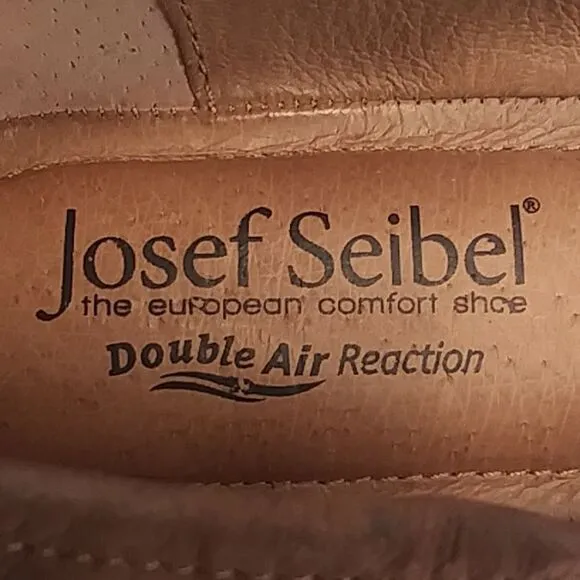 Josef Seibel®
the european comfort shoe
Double Air Reaction